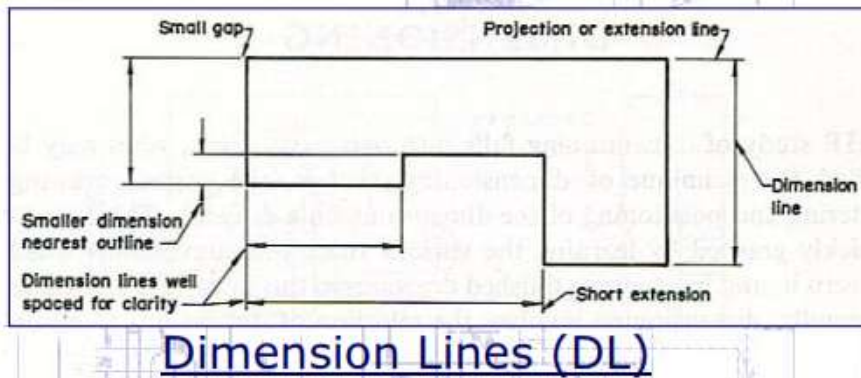 Small gap
Projection or extension line
Dimension
line
Smaller dimension
nearest outline
Dimension lines well
spaced for clarity
Short extension
Dimension Lines (DL)